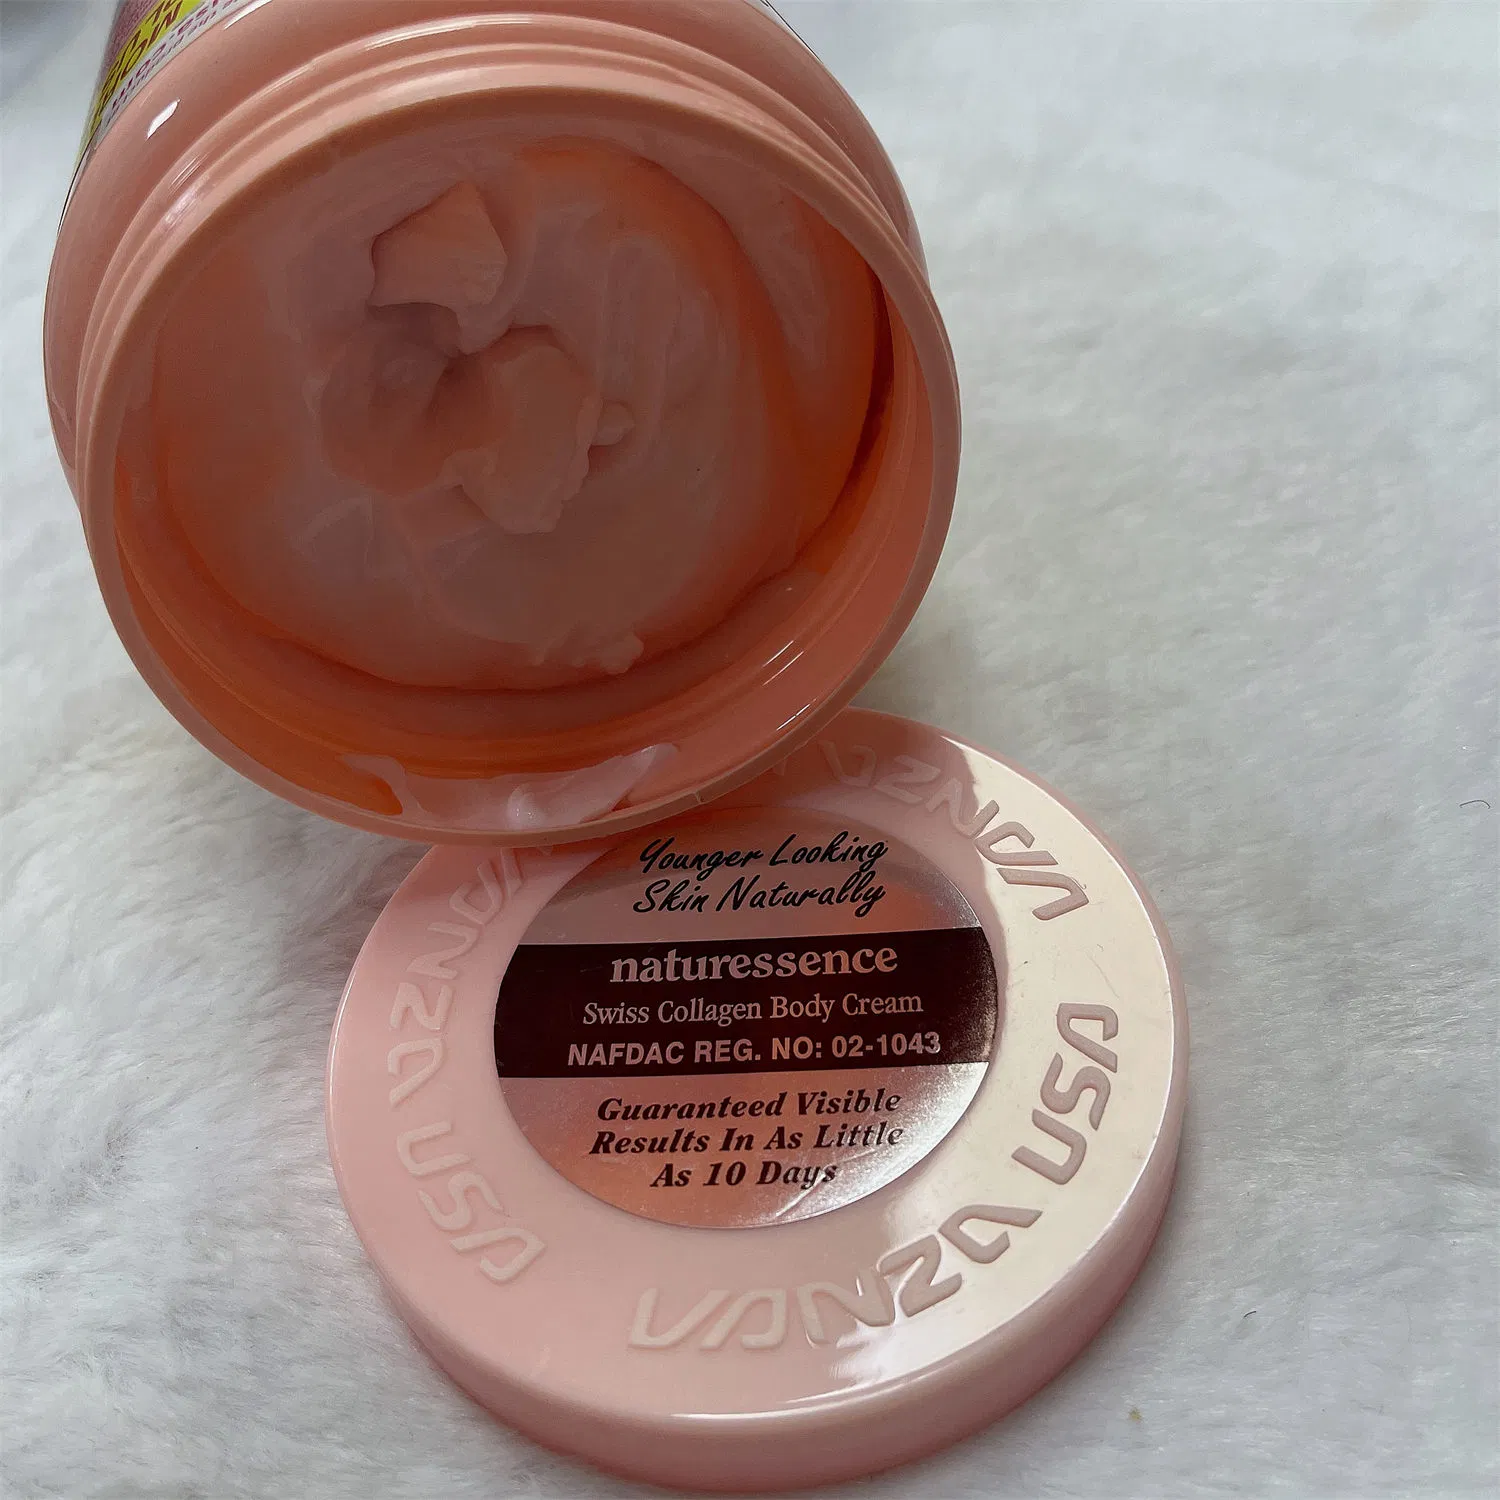 Younger Looking
Skin Naturally
naturessence
Swiss Collagen Body Cream
NAFDAC REG. NO: 02-1043
Guaranteed Visible
Results In As Little
As 10 Days
VANZA USA
VANZA USA
VANZA